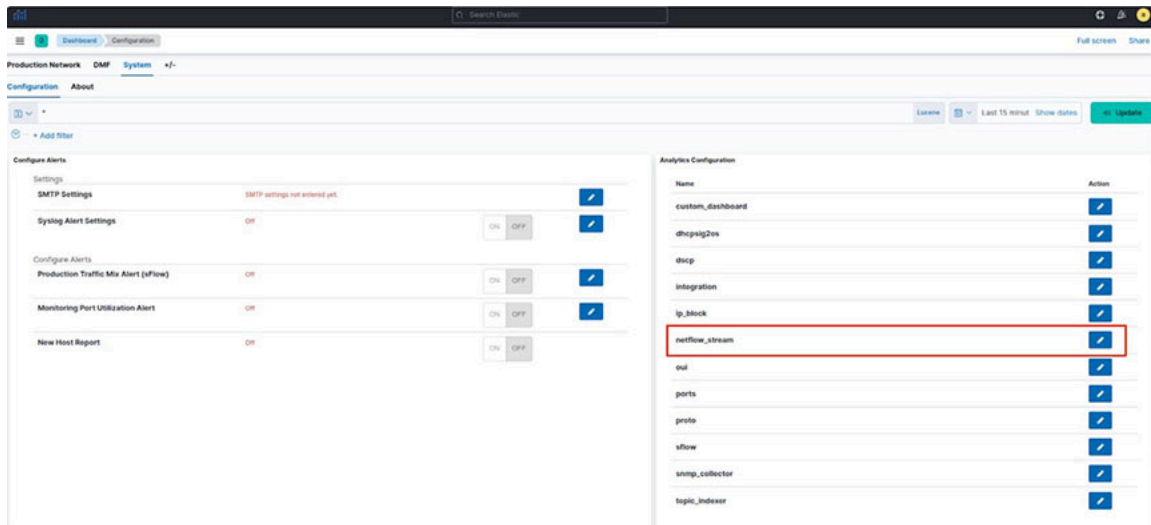 Search Elastic
D Dashboard Configuration Full screen Share
Production Network DMF System +/-
Configuration About
* Lucene Last 15 minut Show dates Update
+ Add filter
Configure Alerts
Settings
SMTP Settings SMTP settings not entered yet.
Syslog Alert Settings Off ON OFF
Configure Alerts
Production Traffic Mix Alert (sFlow) Off ON OFF
Monitoring Port Utilization Alert Off ON OFF
New Host Report Off ON OFF
Analytics Configuration
Name Action
custom_dashboard
dhcpsig2os
dscp
integration
ip_block
netflow_stream
oui
ports
proto
sflow
snmp_collector
topic_indexer